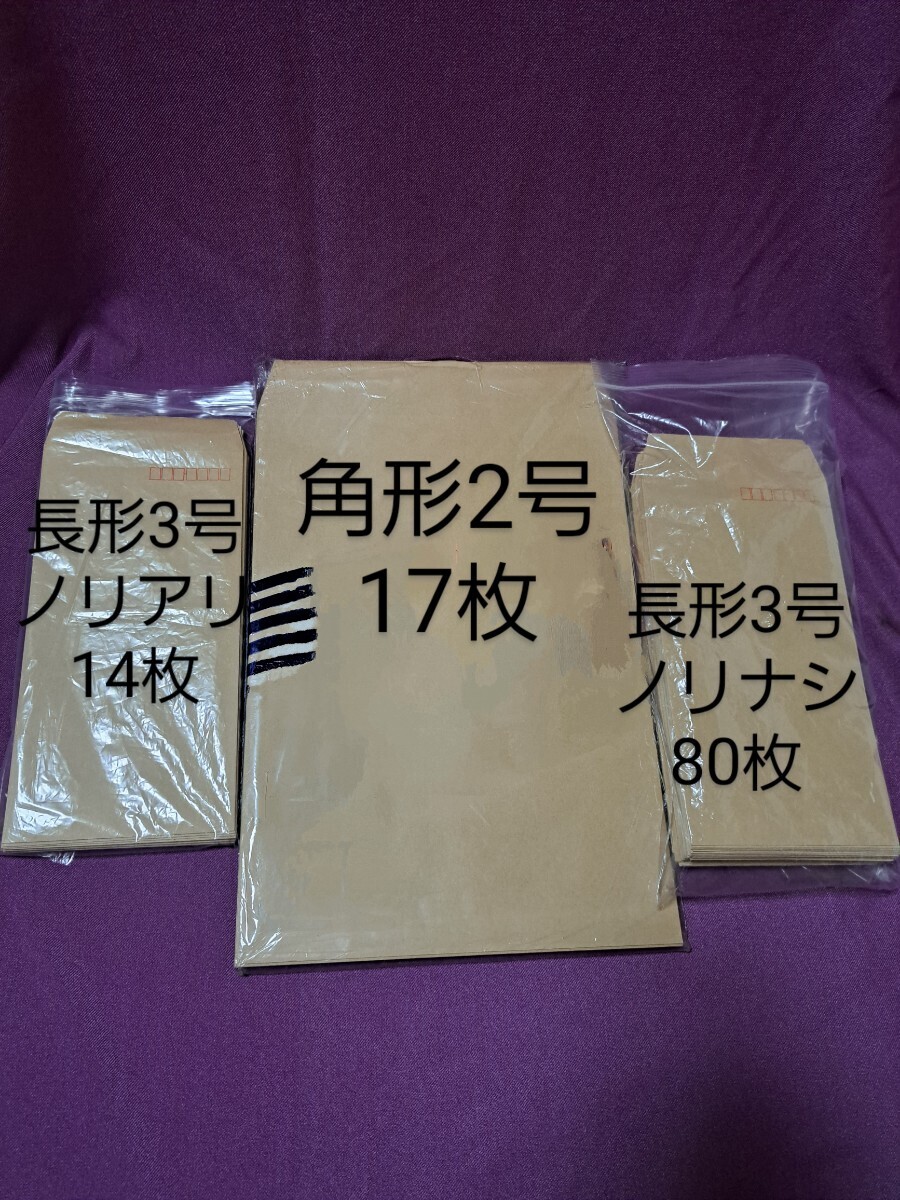 長形3号
ノリアリ
14枚
角形2号
17枚
長形3号
ノリナシ
80枚